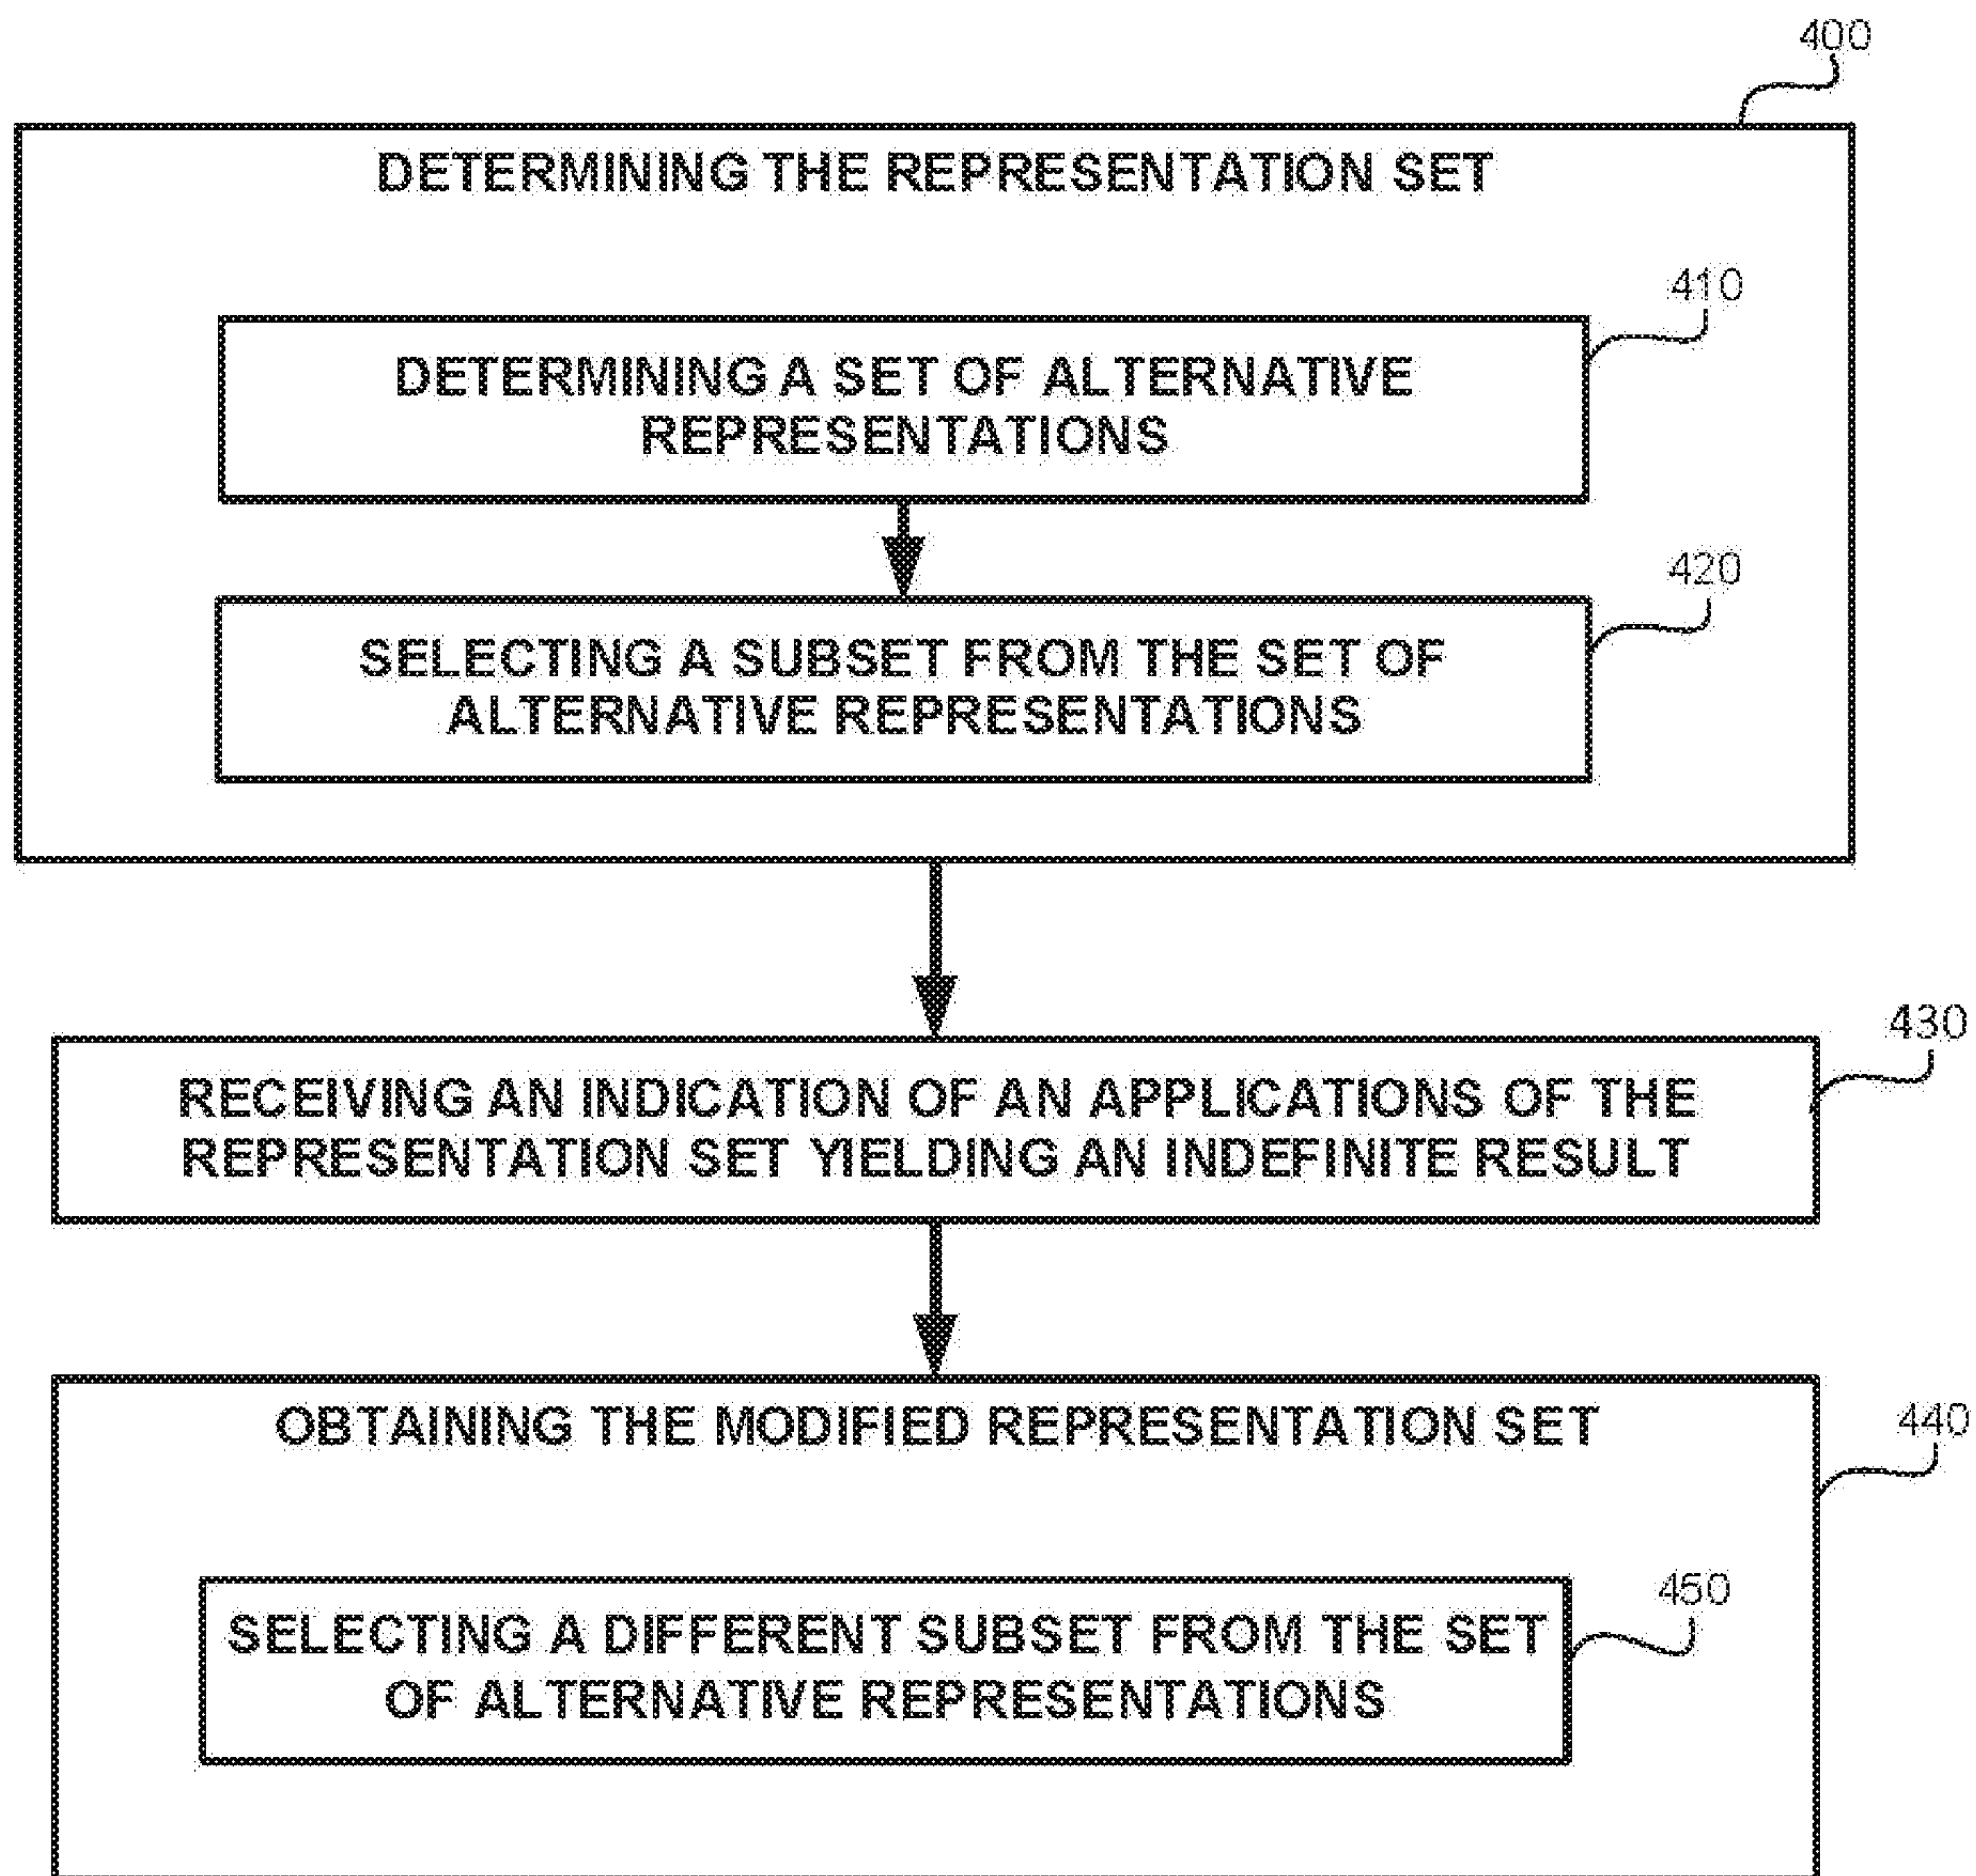 400
DETERMINING THE REPRESENTATION SET
410
DETERMINING A SET OF ALTERNATIVE
REPRESENTATIONS
420
SELECTING A SUBSET FROM THE SET OF
ALTERNATIVE REPRESENTATIONS
430
RECEIVING AN INDICATION OF AN APPLICATIONS OF THE
REPRESENTATION SET YIELDING AN INDEFINITE RESULT
440
OBTAINING THE MODIFIED REPRESENTATION SET
450
SELECTING A DIFFERENT SUBSET FROM THE SET
OF ALTERNATIVE REPRESENTATIONS